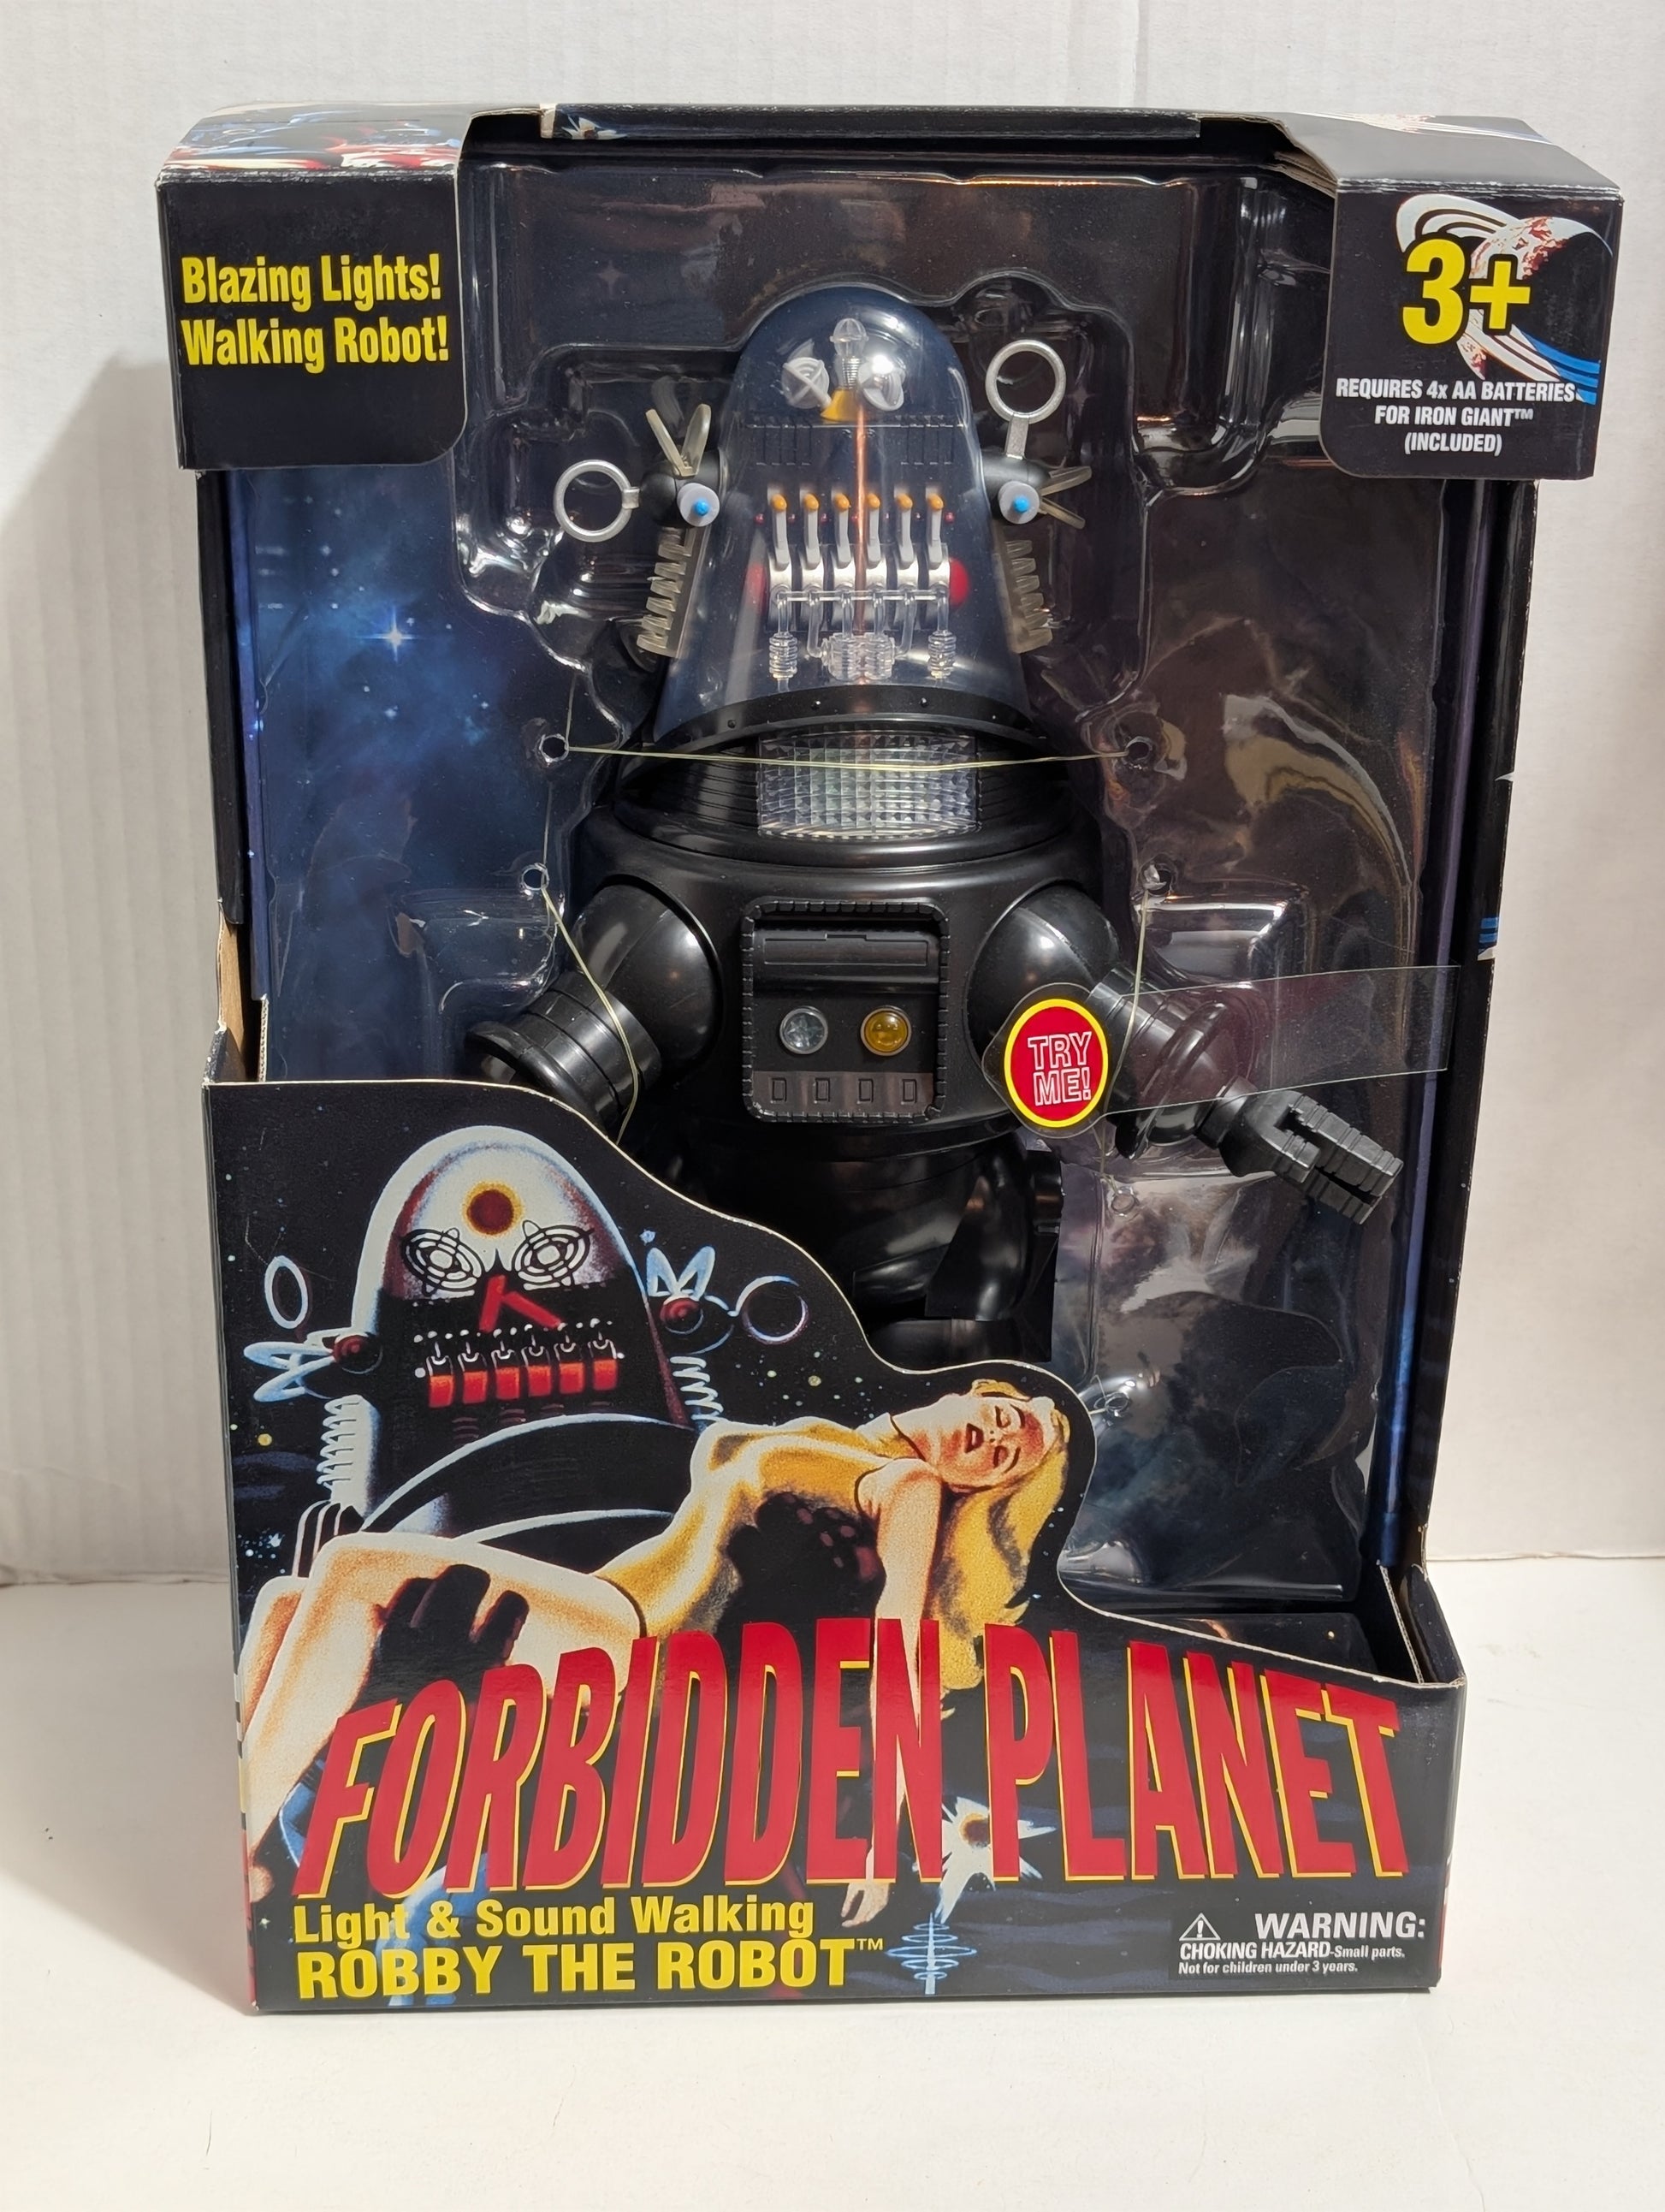 Blazing Lights!
Walking Robot!
3+
REQUIRES 4x AA BATTERIES
FOR IRON GIANT™
(INCLUDED)
TRY
ME!
FORBIDDEN PLANET
Light & Sound Walking
ROBBY THE ROBOT™
WARNING:
CHOKING HAZARD-Small parts.
Not for children under 3 years.